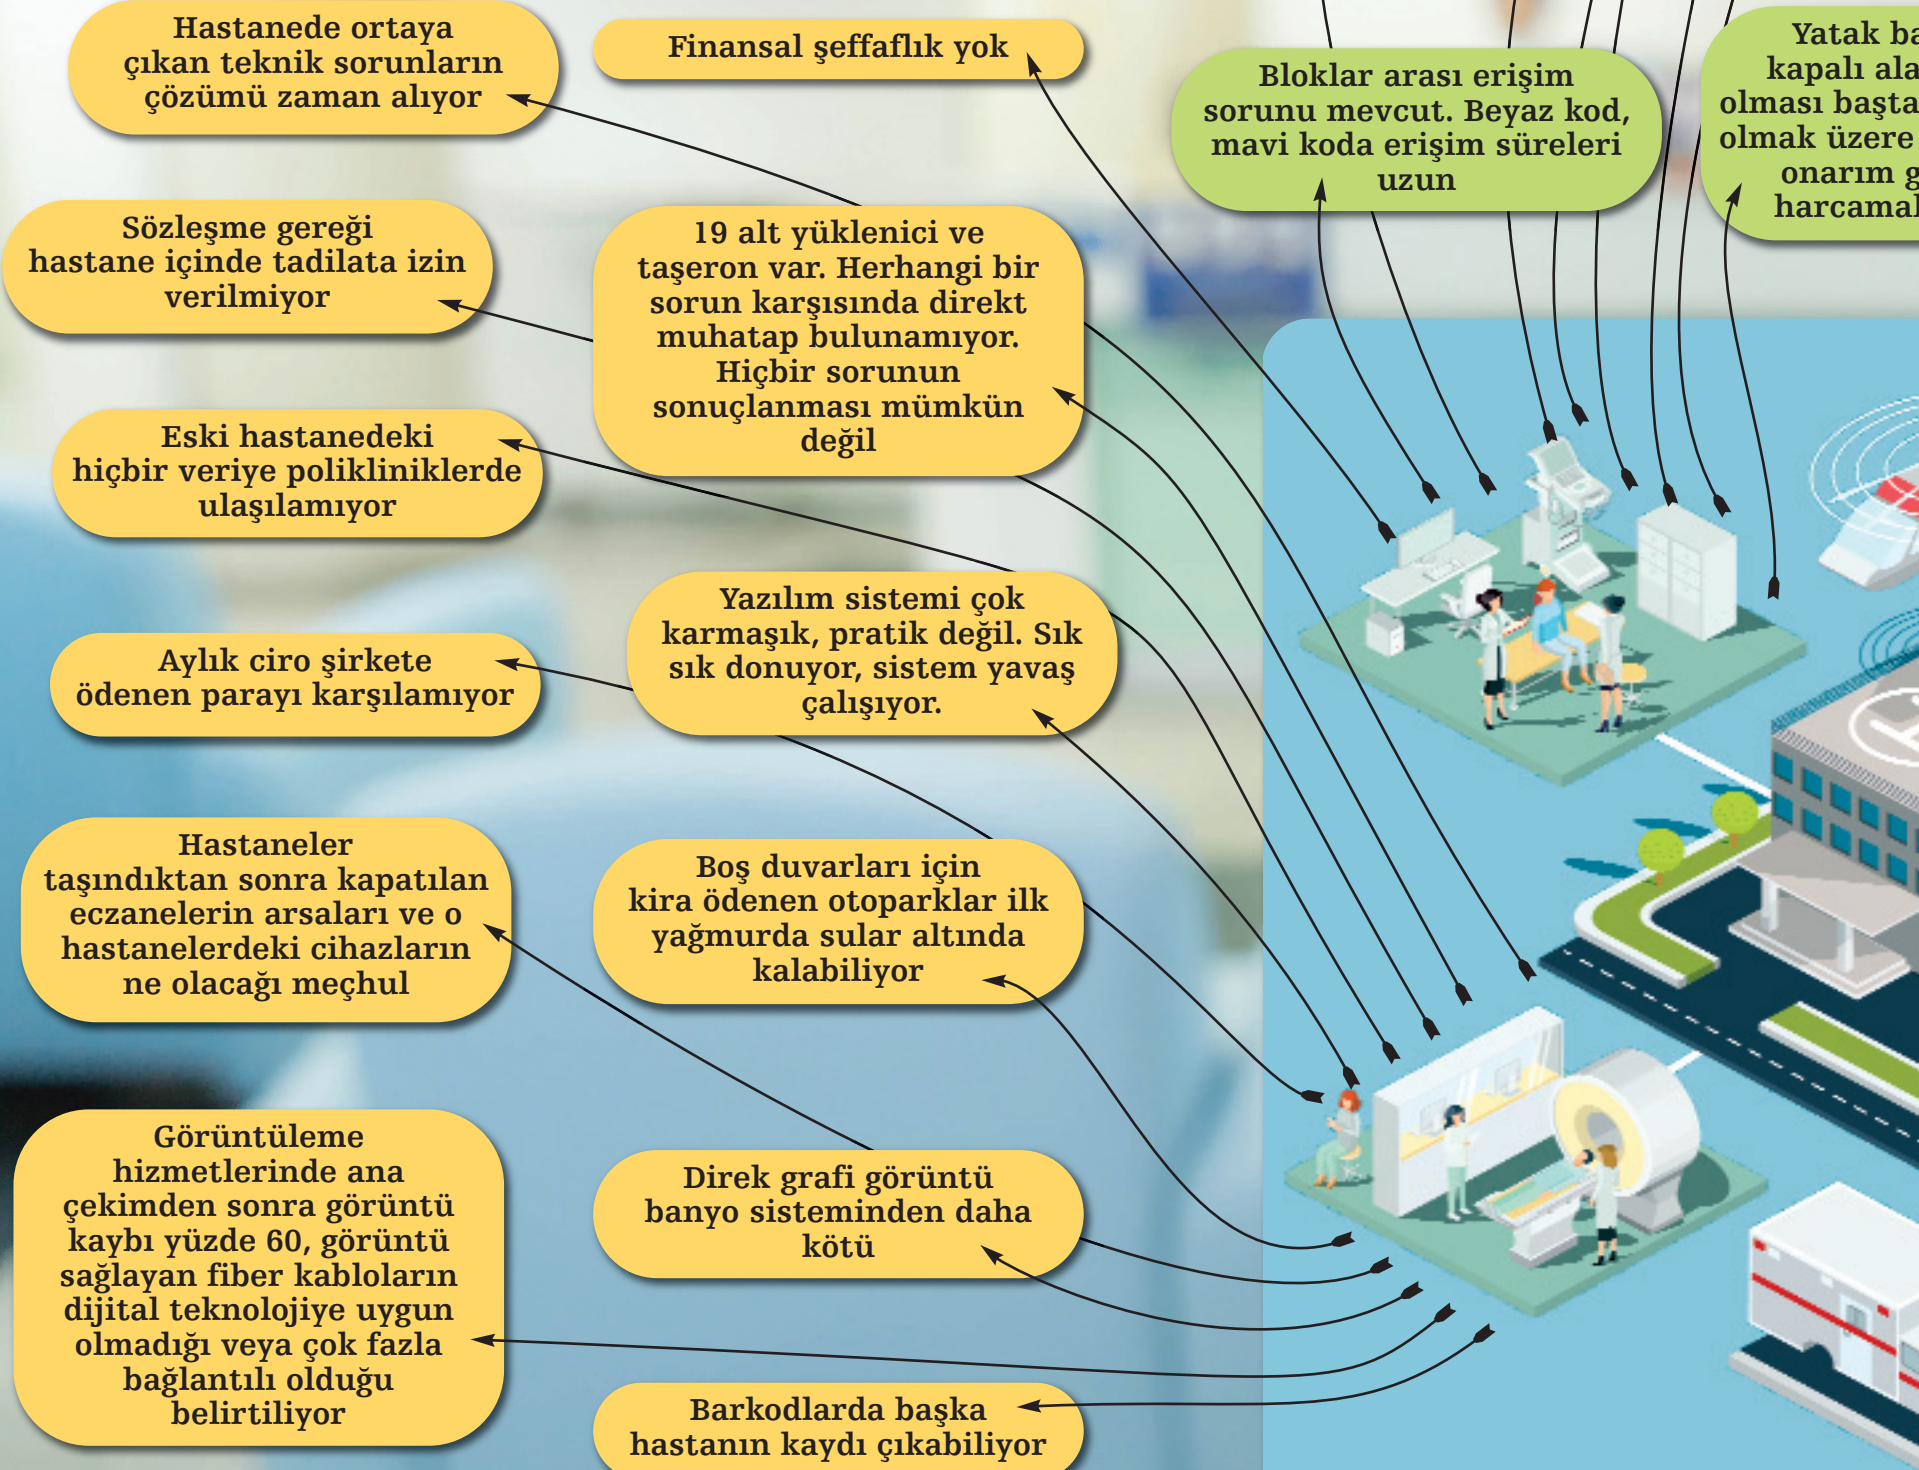 Hastanede ortaya
çıkan teknik sorunların
çözümü zaman alıyor
Finansal şeffaflık yok
Bloklar arası erişim
sorunu mevcut. Beyaz kod,
mavi koda erişim süreleri
uzun
Yatak
kapalı
olması
olmak üzere
onarım
Sözleşme gereği
hastane içinde tadilata izin
verilmiyor
19 alt yüklenici ve
taşeron var. Herhangi bir
sorun karşısında direkt
muhatap bulunamıyor.
Hiçbir sorunun
sonuçlanması mümkün
değil
Eski hastanedeki
hiçbir veriye polikliniklerde
ulaşılamıyor
Yazılım sistemi çok
karmaşık, pratik değil. Sık
sık donuyor, sistem yavaş
çalışıyor.
Aylık ciro şirkete
ödenen parayı karşılamıyor
Hastaneler
taşındıktan sonra kapatılan
eczanelerin arsaları ve o
hastanelerdeki cihazların
ne olacağı meçhul
Boş duvarları için
kira ödenen otoparklar ilk
yağmurda sular altında
kalabiliyor
Görüntüleme
hizmetlerinde ana
çekimden sonra görüntü
kaybı yüzde 60, görüntü
sağlayan fiber kabloların
dijital teknolojiye uygun
olmadığı veya çok fazla
bağlantılı olduğu
belirtiliyor
Direk grafi görüntü
banyo sisteminden daha
kötü
Barkodlarda başka
hastanın kaydı çıkabiliyor